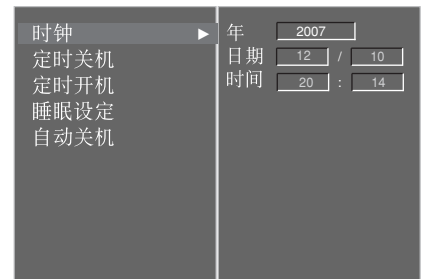 时钟
定时关机
定时开机
睡眠设定
自动关机
年 2007
日期 12 / 10
时间 20 : 14